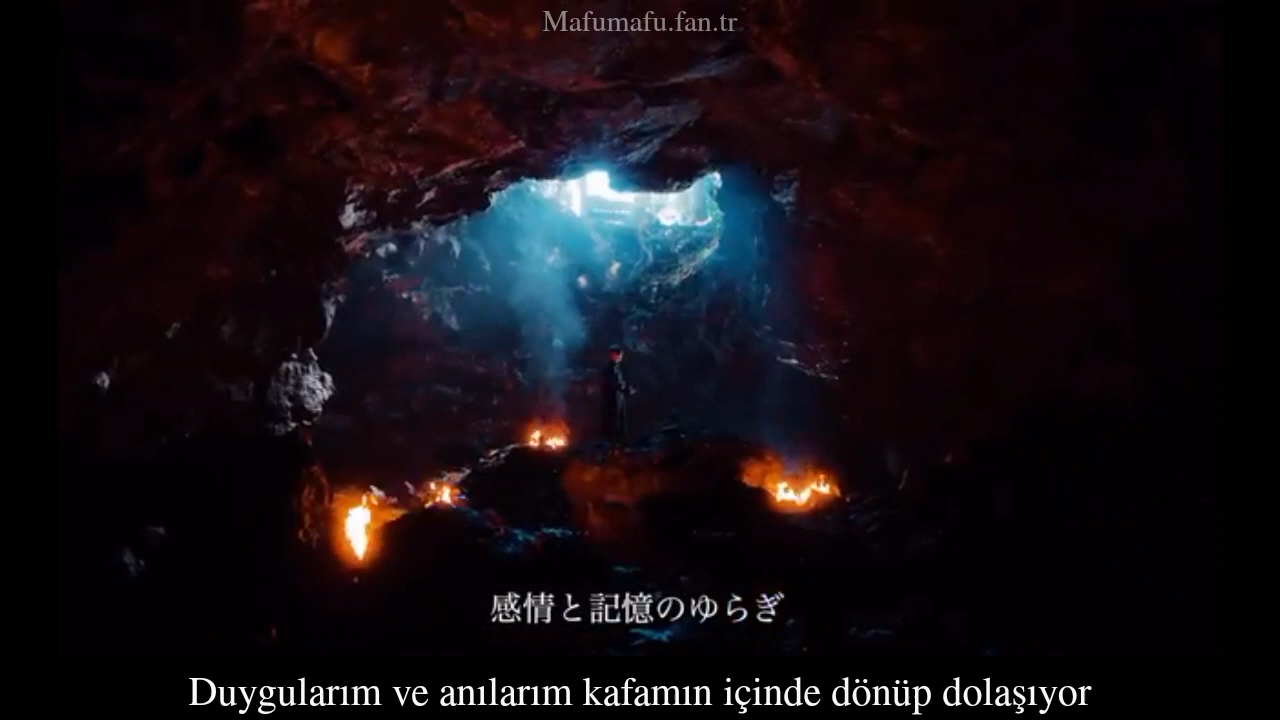 Mafumafu.fan.tr
感情と記憶のゆらぎ
Duygularım ve anılarım kafamın içinde dönüp dolaşıyor